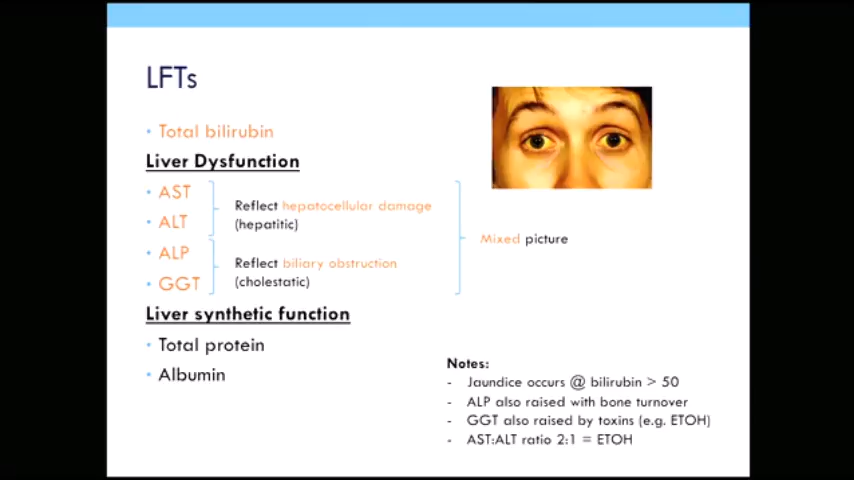 LFTs
• Total bilirubin
Liver Dysfunction
• AST
• ALT
Reflect hepatocellular damage
(hepatitic)
• ALP
• GGT
Reflect biliary obstruction
(cholestatic)
Mixed picture
Liver synthetic function
• Total protein
• Albumin
Notes:
- Jaundice occurs @ bilirubin > 50
- ALP also raised with bone turnover
- GGT also raised by toxins (e.g. ETOH)
- AST:ALT ratio 2:1 = ETOH